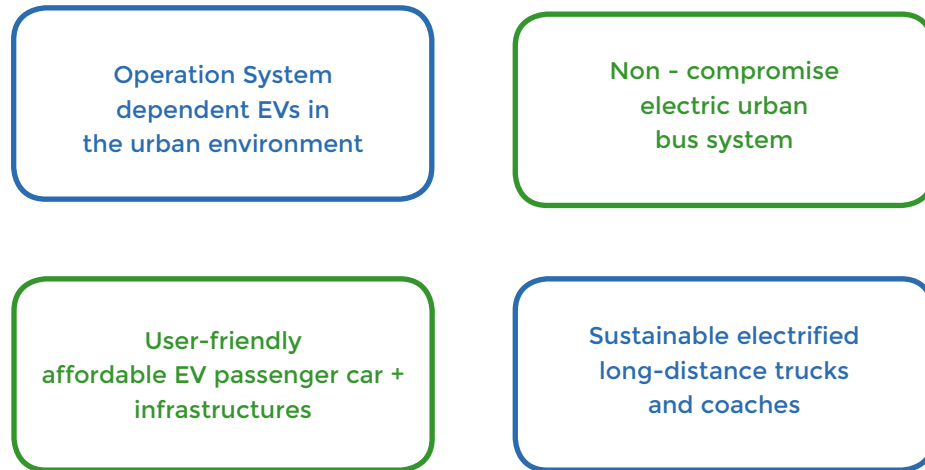 Operation System
dependent EVs in
the urban environment
Non - compromise
electric urban
bus system
User-friendly
affordable EV passenger car +
infrastructures
Sustainable electrified
long-distance trucks
and coaches